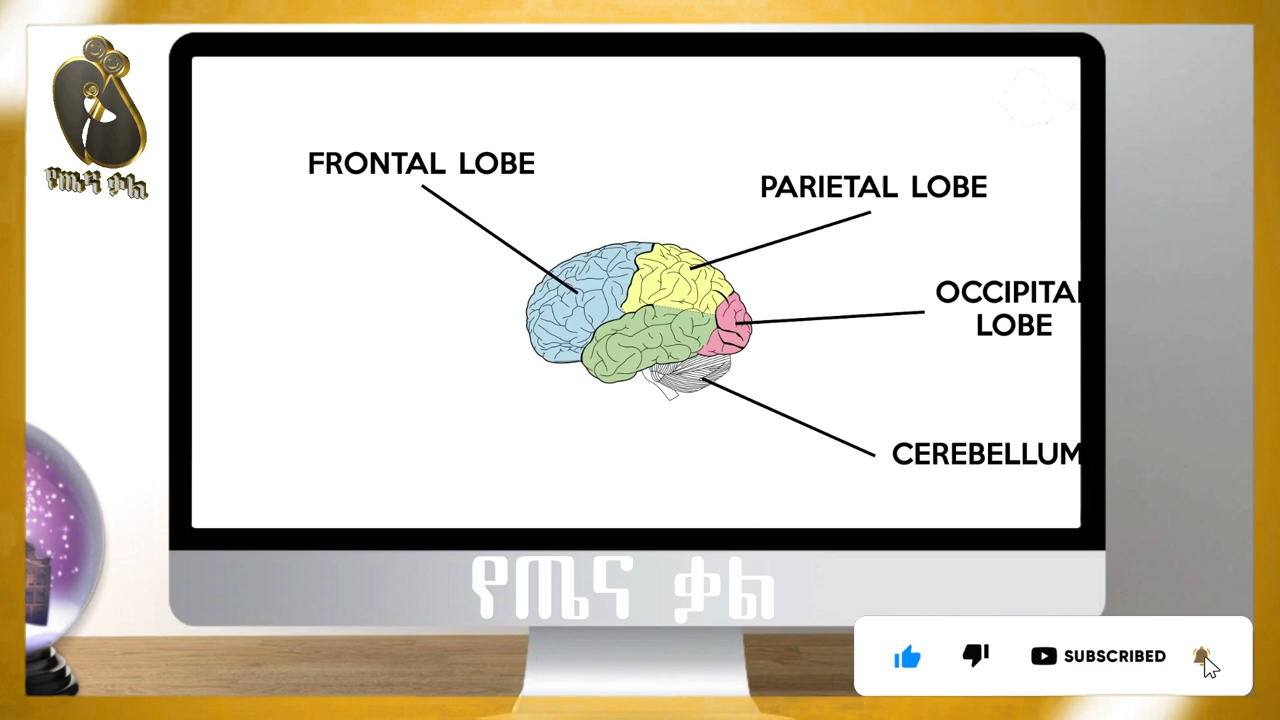 የጤና ቃል
FRONTAL LOBE
PARIETAL LOBE
OCCIPITAL
LOBE
CEREBELLUM
የጤና ቃል
SUBSCRIBED